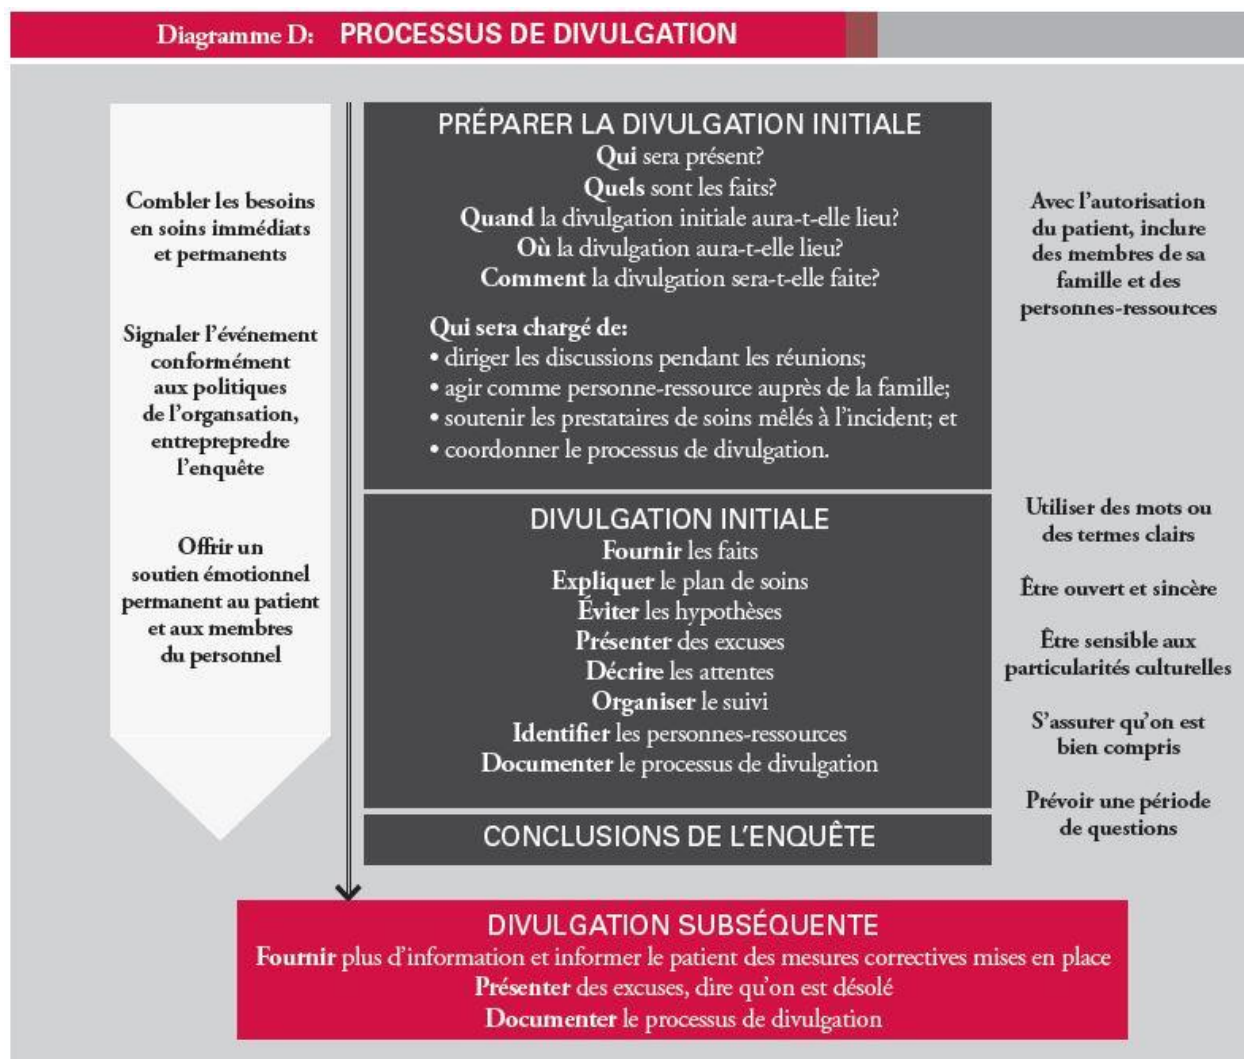 Diagramme D: PROCESSUS DE DIVULGATION
Combler les besoins
en soins immédiats
et permanents
Signaler l'événement
conformément
aux politiques
de l'organsation,
entreprepredre
l'enquête
Offrir un
soutien émotionnel
permanent au patient
et aux membres
du personnel
PRÉPARER LA DIVULGATION INITIALE
Qui sera présent?
Quels sont les faits?
Quand la divulgation initiale aura-t-elle lieu?
Où la divulgation aura-t-elle lieu?
Comment la divulgation sera-t-elle faite?
Qui sera chargé de:
• diriger les discussions pendant les réunions;
• agir comme personne-ressource auprès de la famille;
• soutenir les prestataires de soins mêlés à l'incident; et
• coordonner le processus de divulgation.
DIVULGATION INITIALE
Fournir les faits
Expliquer le plan de soins
Éviter les hypothèses
Présenter des excuses
Décrire les attentes
Organiser le suivi
Identifier les personnes-ressources
Documenter le processus de divulgation
CONCLUSIONS DE L'ENQUÊTE
Avec l'autorisation
du patient, inclure
des membres de sa
famille et des
personnes-ressources
Utiliser des mots ou
des termes clairs
Être ouvert et sincère
Être sensible aux
particularités culturelles
S'assurer qu'on est
bien compris
Prévoir une période
de questions
DIVULGATION SUBSÉQUENTE
Fournir plus d'information et informer le patient des mesures correctives mises en place
Présenter des excuses, dire qu'on est désolé
Documenter le processus de divulgation